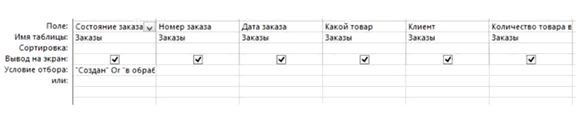 Поле: Состояние заказа Номер заказа Дата заказа Какой товар Клиент Количество товара в
Имя таблицы: Заказы Заказы Заказы Заказы Заказы Заказы
Сортировка:
Вывод на экран:
Условие отбора: "Создан" Or "в обраб
или: